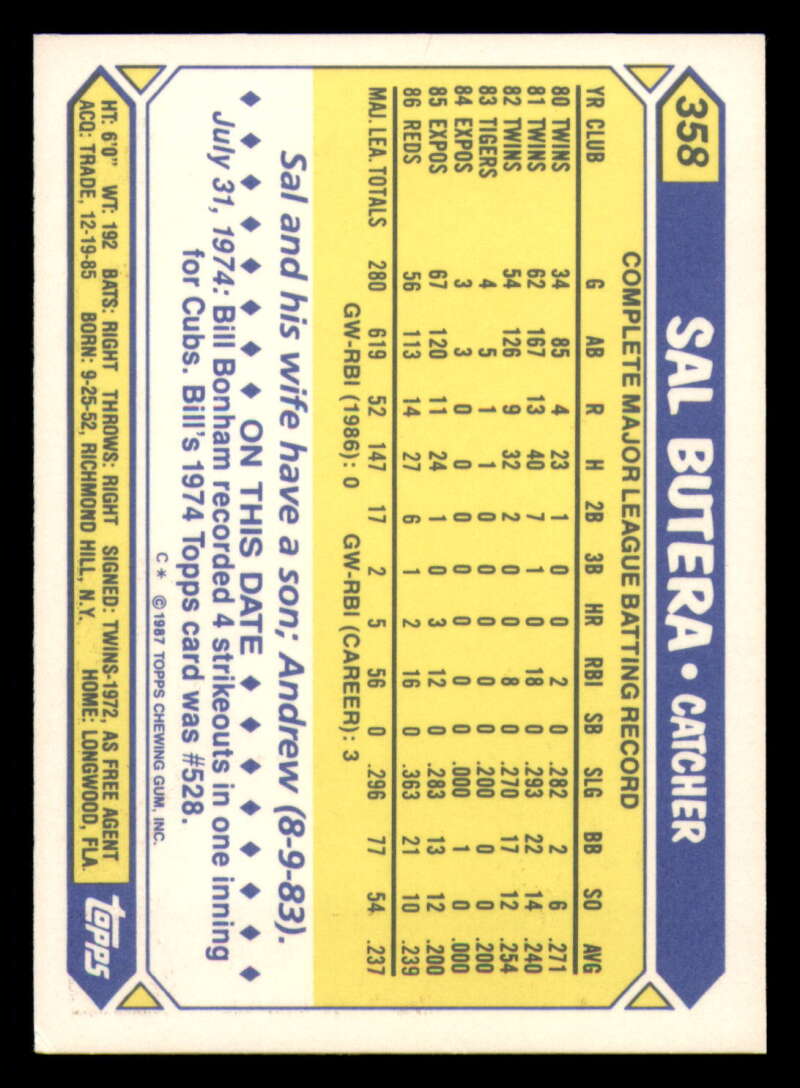 358
SAL BUTERA • CATCHER
COMPLETE MAJOR LEAGUE BATTING RECORD
YR CLUB G AB R H 2B 3B HR RBI SB SLG BB SO AVG
80 TWINS 34 85 4 23 1 0 0 2 0 .282 2 6 .271
81 TWINS 62 167 13 40 7 1 0 18 0 .293 22 14 .240
82 TWINS 54 126 9 32 2 0 0 8 0 .270 17 12 .254
83 TIGERS 4 5 1 1 0 0 0 0 0 .200 0 0 .200
84 EXPOS 3 3 0 0 0 0 0 0 0 .000 1 0 .000
85 EXPOS 67 120 11 24 1 0 3 12 0 .283 13 12 .200
86 REDS 56 113 14 27 6 1 2 16 0 .363 21 10 .239
MAJ. LEA. TOTALS 280 619 52 147 17 2 5 56 0 .296 77 54 .237
GW-RBI (1986): 0 GW-RBI (CAREER): 3
Sal and his wife have a son; Andrew (8-9-83).
◆ ◆ ◆ ◆ ◆ ◆ ◆ ◆ ON THIS DATE ◆ ◆ ◆ ◆ ◆ ◆ ◆ ◆
July 31, 1974: Bill Bonham recorded 4 strikeouts in one inning
for Cubs. Bill's 1974 Topps card was #528.
C * ©1987 TOPPS CHEWING GUM, INC.
HT: 6'0" WT: 192 BATS: RIGHT THROWS: RIGHT SIGNED: TWINS-1972, AS FREE AGENT
ACQ: TRADE, 12-19-85 BORN: 9-25-52, RICHMOND HILL, N.Y. HOME: LONGWOOD, FLA.
topps